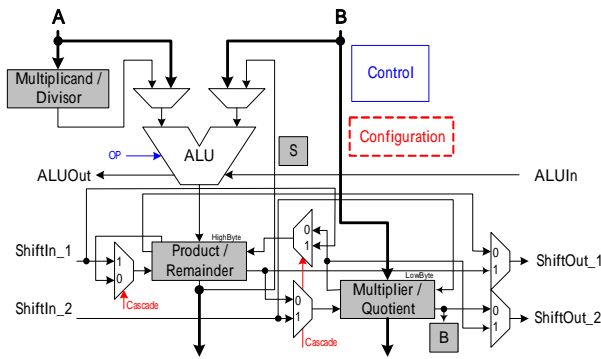 A
B
Multiplicand /
Divisor
Control
Configuration
OP
ALU
S
ALUOut
ALUIn
HighByte
0
1
0
1
ShiftIn_1
1
0
Product /
Remainder
ShiftOut_1
LowByte
Cascade
0
1
Multiplier /
Quotient
0
1
ShiftOut_2
ShiftIn_2
B
Cascade